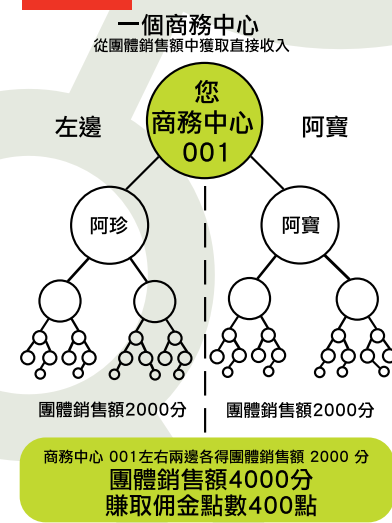 一個商務中心
從團體銷售額中獲取直接收入
您
商務中心
001
左邊
阿寶
阿珍
阿寶
團體銷售額2000分
團體銷售額2000分
商務中心 001左右兩邊各得團體銷售額 2000 分
團體銷售額4000分
賺取佣金點數400點